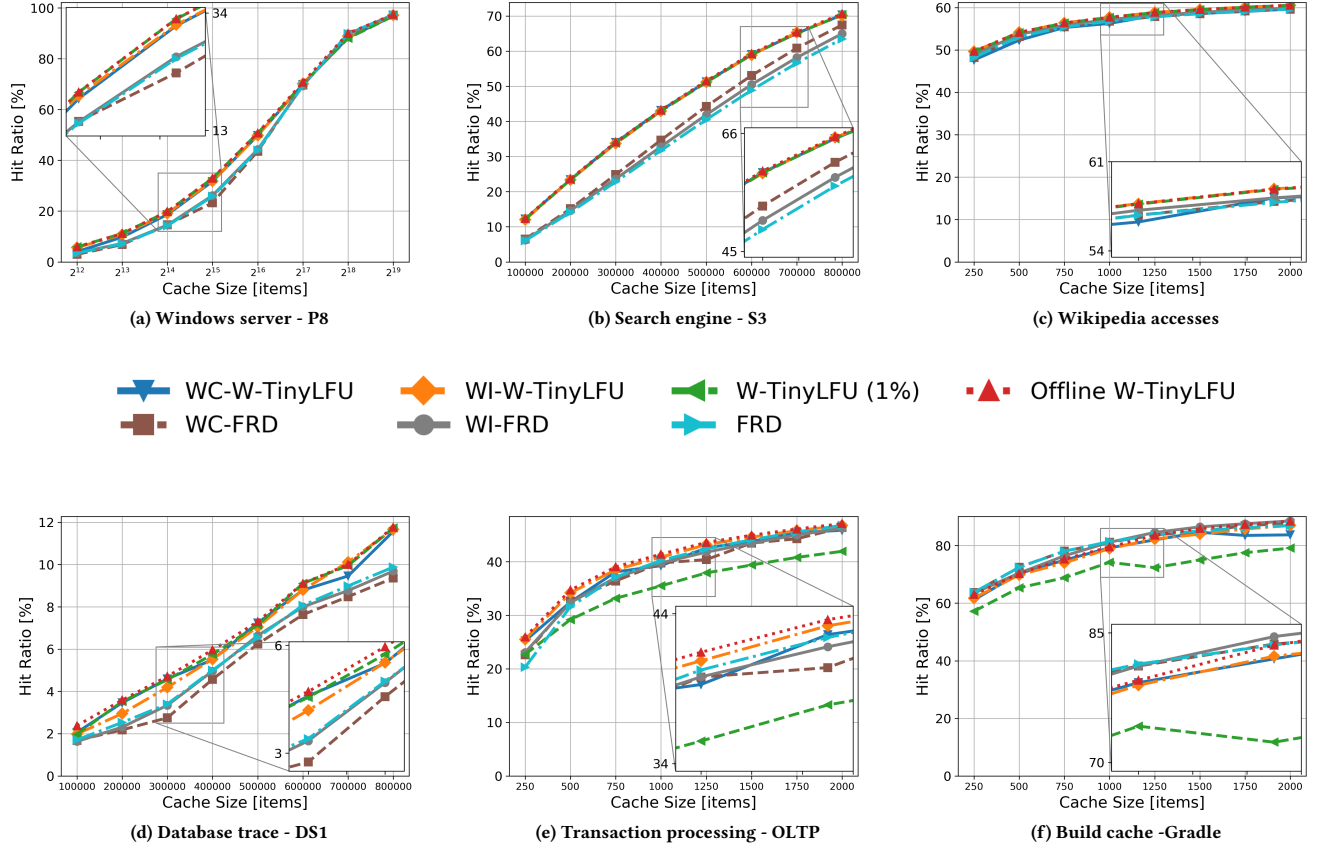 100
80
60
40
20
0
Hit Ratio [%]
34
13
2^12 2^13 2^14 2^15 2^16 2^17 2^18 2^19
Cache Size [items]
(a) Windows server - P8
70
60
50
40
30
20
10
0
Hit Ratio [%]
66
45
100000 200000 300000 400000 500000 600000 700000 800000
Cache Size [items]
(b) Search engine - S3
60
50
40
30
20
10
0
Hit Ratio [%]
61
54
250 500 750 1000 1250 1500 1750 2000
Cache Size [items]
(c) Wikipedia accesses
WC-W-TinyLFU WI-W-TinyLFU W-TinyLFU (1%) Offline W-TinyLFU
WC-FRD WI-FRD FRD
12
10
8
6
4
2
0
Hit Ratio [%]
6
3
100000 200000 300000 400000 500000 600000 700000 800000
Cache Size [items]
(d) Database trace - DS1
40
30
20
10
0
Hit Ratio [%]
44
34
250 500 750 1000 1250 1500 1750 2000
Cache Size [items]
(e) Transaction processing - OLTP
80
60
40
20
0
Hit Ratio [%]
85
70
250 500 750 1000 1250 1500 1750 2000
Cache Size [items]
(f) Build cache -Gradle